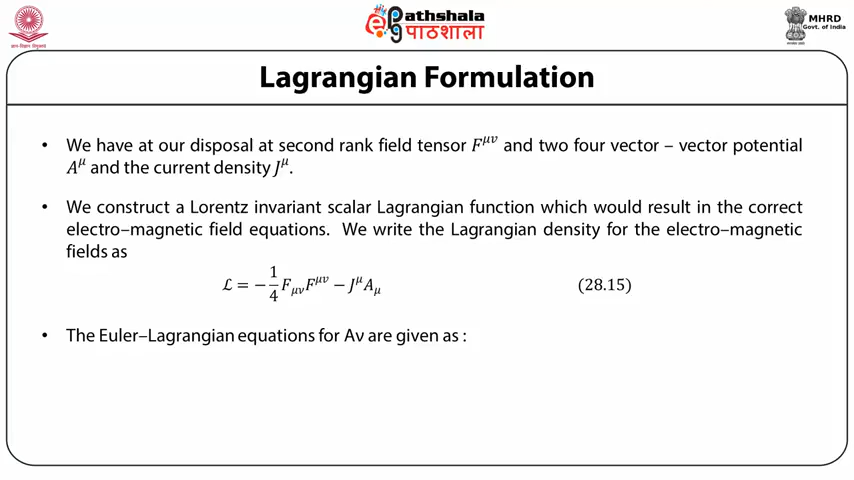 Pathshala
पाठशाला
MHRD
Govt. of India
Lagrangian Formulation
• We have at our disposal at second rank field tensor F^{μν} and two four vector – vector potential
A^μ and the current density J^μ.
• We construct a Lorentz invariant scalar Lagrangian function which would result in the correct
electro–magnetic field equations. We write the Lagrangian density for the electro–magnetic
fields as
ℒ = −1/4 F_{μν}F^{μν} − J^μ A_μ (28.15)
• The Euler–Lagrangian equations for Aν are given as :